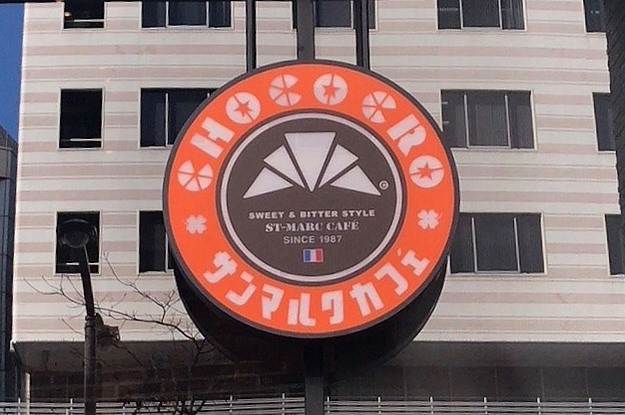 CHOCO CRO
©
SWEET & BITTER STYLE
ST-MARC CAFÉ
SINCE 1987
サンマルクカフェ